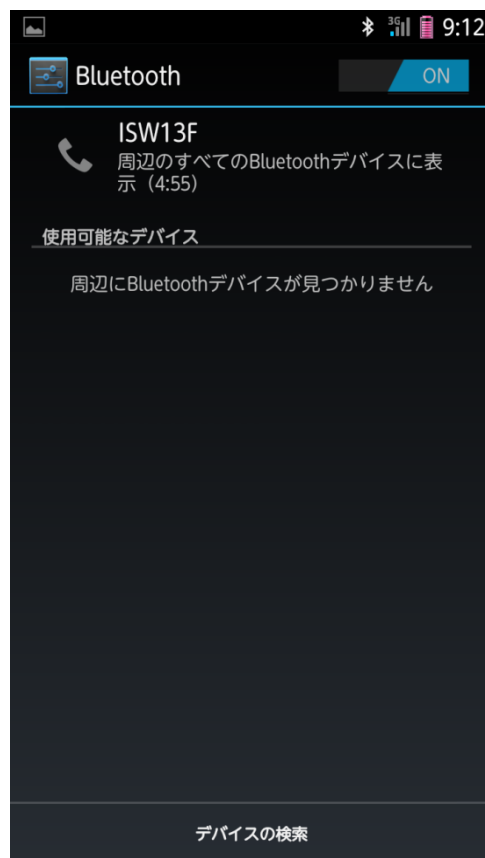 3G 9:12
Bluetooth ON
ISW13F
周辺のすべてのBluetoothデバイスに表
示（4:55）
使用可能なデバイス
周辺にBluetoothデバイスが見つかりません
デバイスの検索